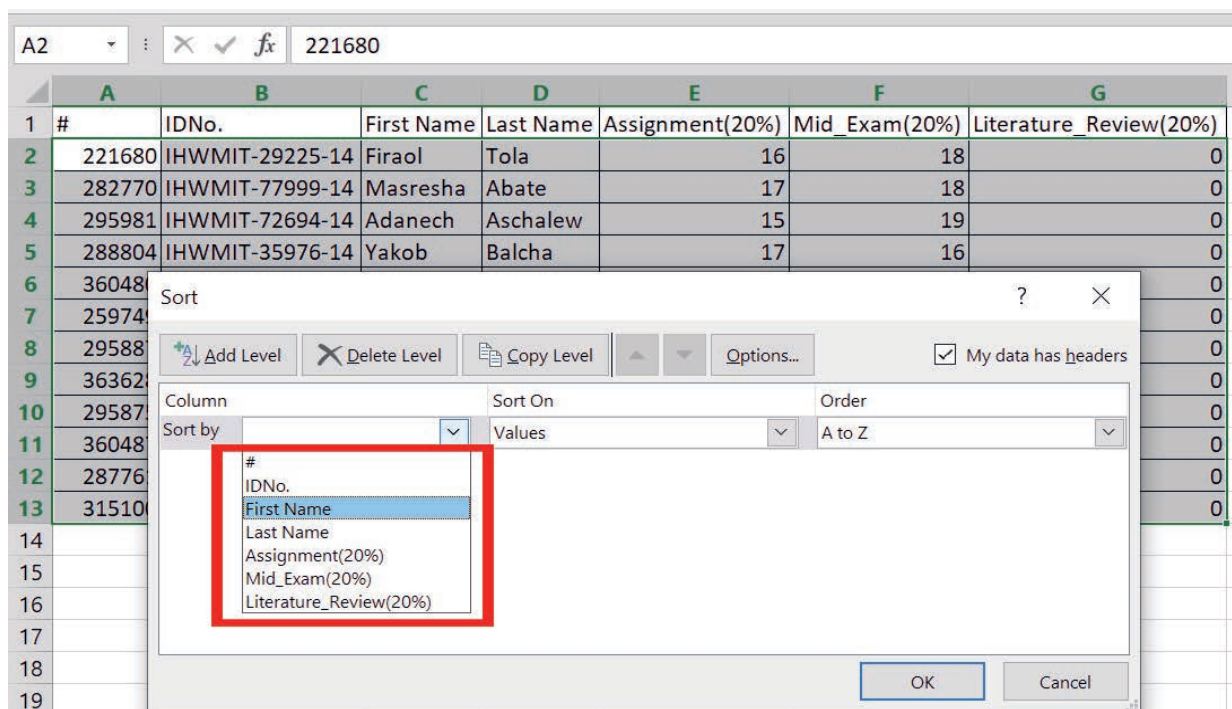 A2 221680
A B C D E F G
1 # IDNo. First Name Last Name Assignment(20%) Mid_Exam(20%) Literature_Review(20%)
2 221680 IHWMIT-29225-14 Firaol Tola 16 18 0
3 282770 IHWMIT-77999-14 Masresha Abate 17 18 0
4 295981 IHWMIT-72694-14 Adanech Aschalew 15 19 0
5 288804 IHWMIT-35976-14 Yakob Balcha 17 16 0
6 0
Sort ?
7 0
8 0
Add Level Delete Level Copy Level Options... My data has headers
9 0
Column Sort On Order
10 0
Sort by Values A to Z
11 0
#
12 0
IDNo.
13 0
First Name
14
Last Name
15
Assignment(20%)
Mid_Exam(20%)
16
Literature_Review(20%)
17
18
OK Cancel
19